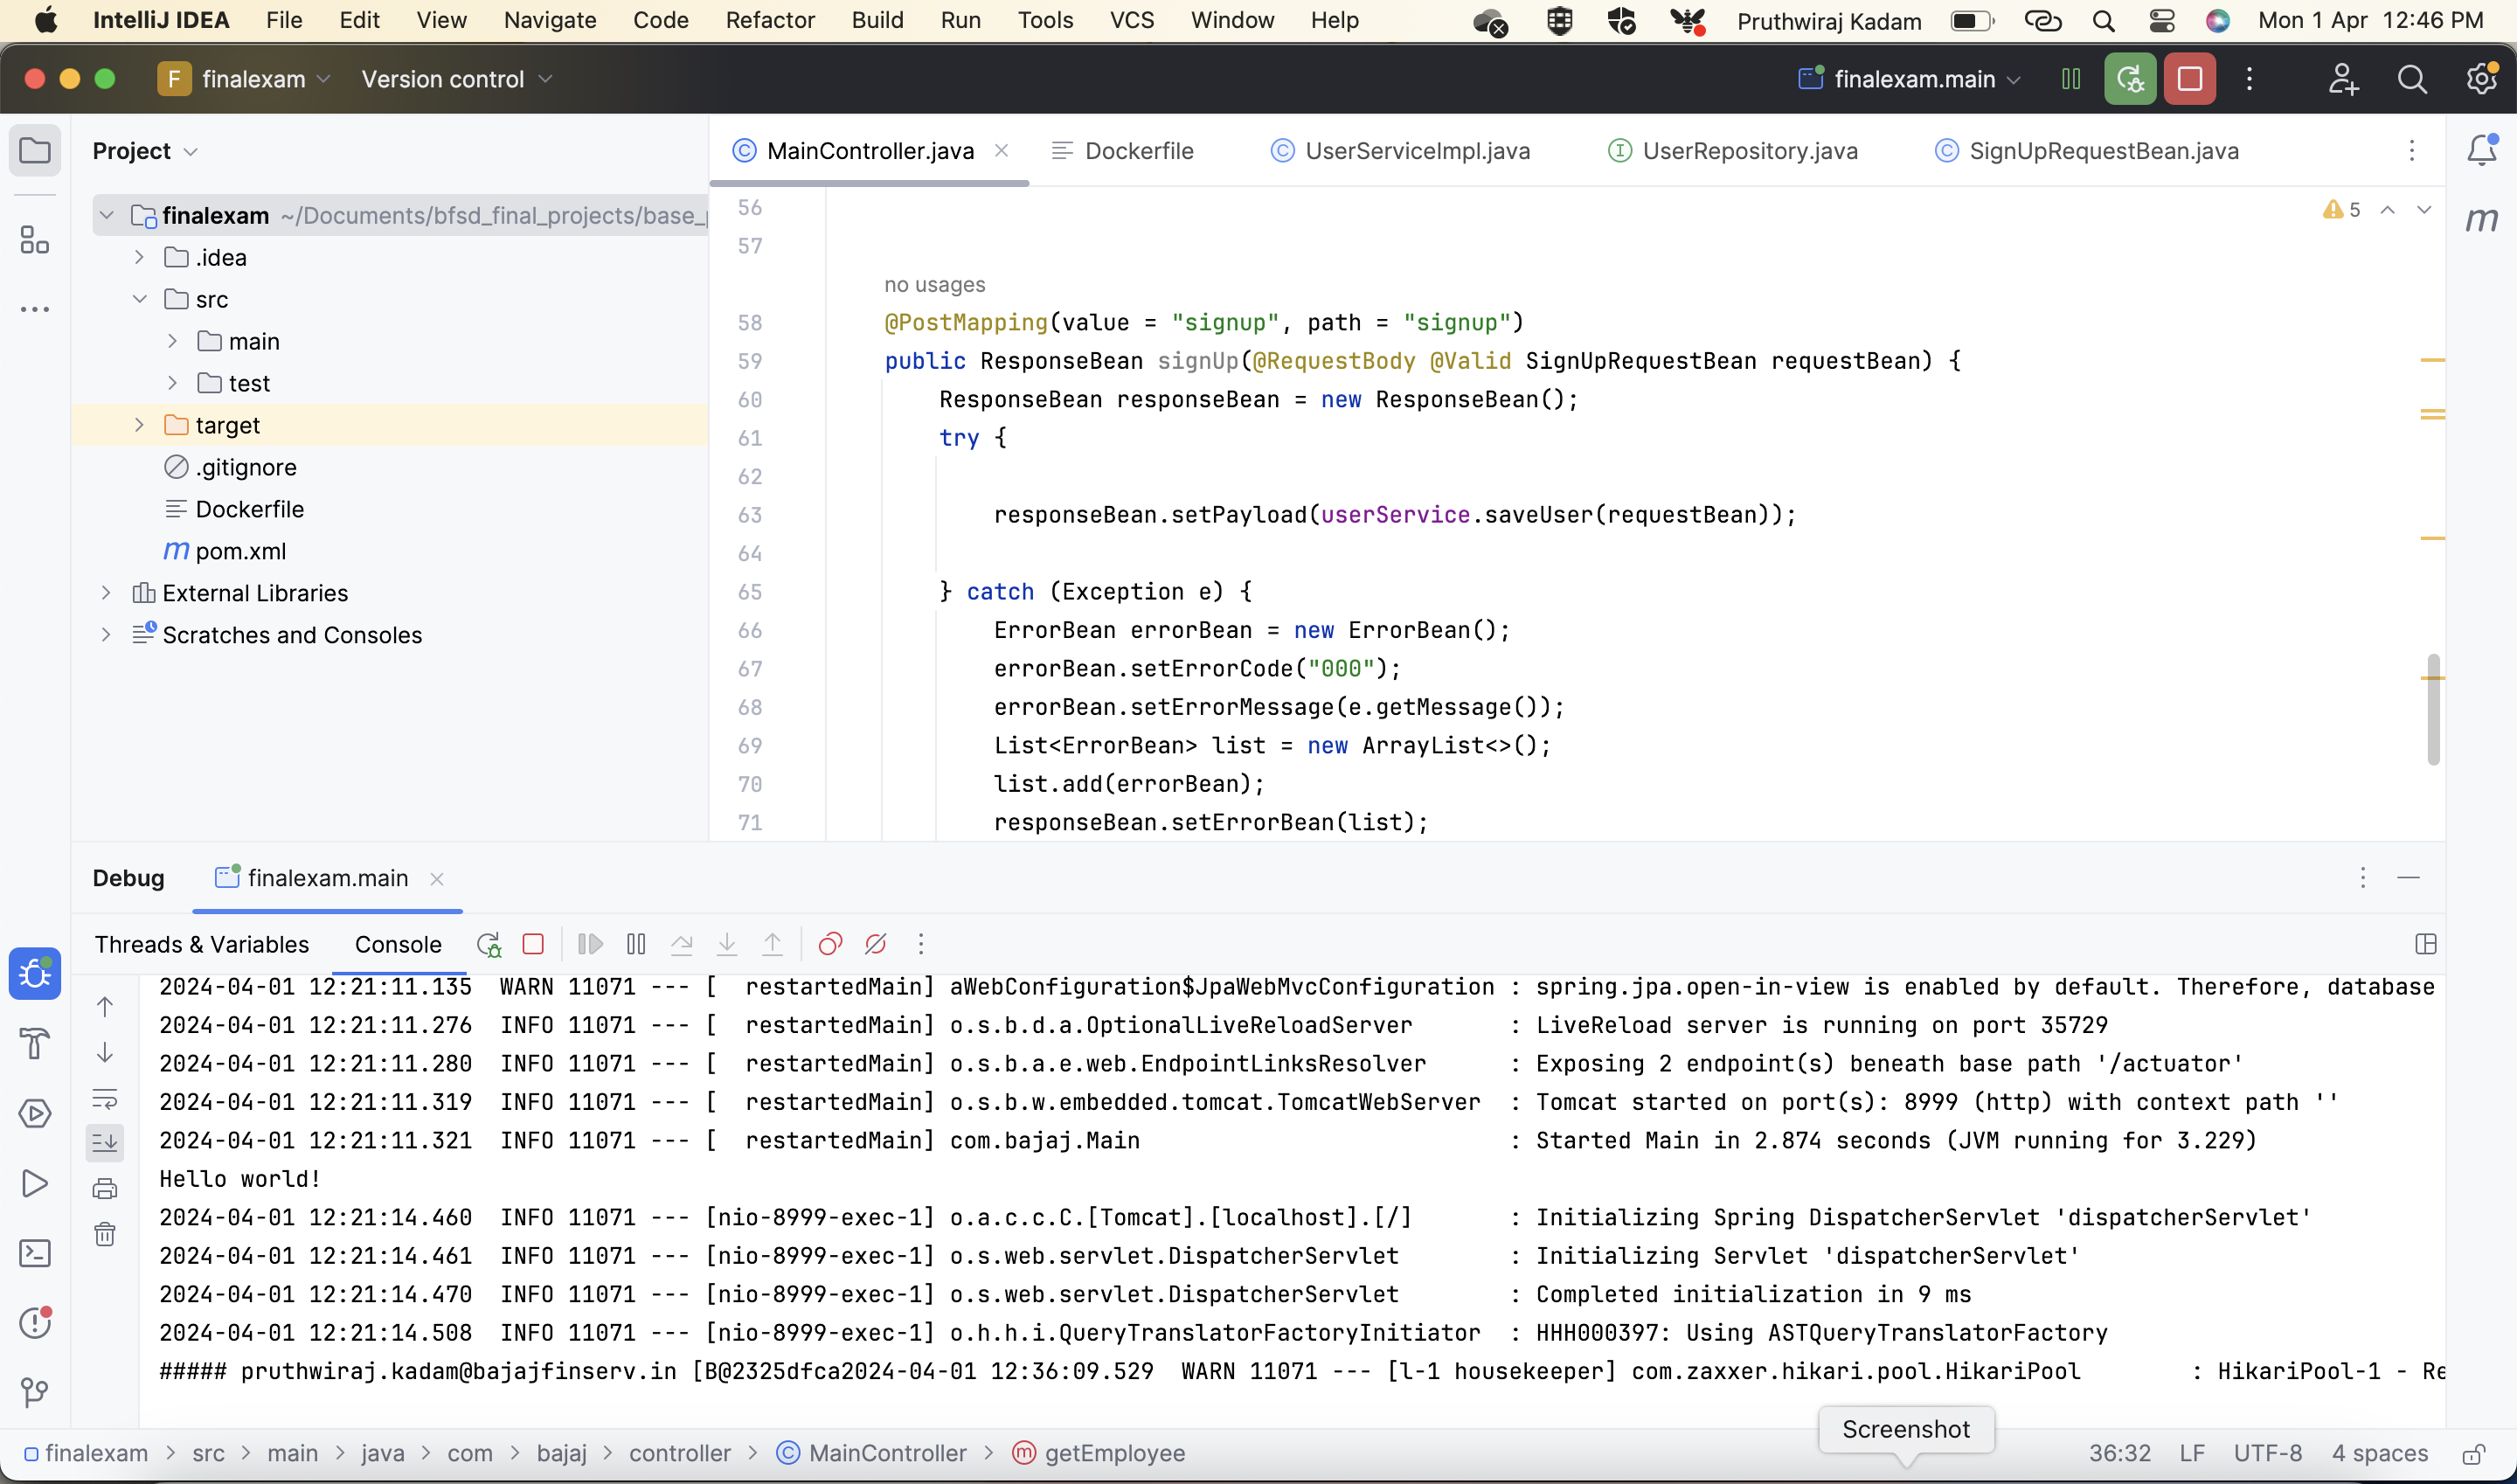 IntelliJ IDEA File Edit View Navigate Code Refactor Build Run Tools VCS Window Help Pruthwiraj Kadam Mon 1 Apr 12:46 PM
F finalexam Version control finalexam.main
Project
finalexam ~/Documents/bfsd_final_projects/base_
.idea
src
main
test
target
.gitignore
Dockerfile
m pom.xml
External Libraries
Scratches and Consoles
MainController.java Dockerfile UserServiceImpl.java UserRepository.java SignUpRequestBean.java
5
m
56
57
no usages
58 @PostMapping(value = "signup", path = "signup")
59 public ResponseBean signUp(@RequestBody @Valid SignUpRequestBean requestBean) {
60 ResponseBean responseBean = new ResponseBean();
61 try {
62
63 responseBean.setPayload(userService.saveUser(requestBean));
64
65 } catch (Exception e) {
66 ErrorBean errorBean = new ErrorBean();
67 errorBean.setErrorCode("000");
68 errorBean.setErrorMessage(e.getMessage());
69 List<ErrorBean> list = new ArrayList<>();
70 list.add(errorBean);
71 responseBean.setErrorBean(list);
Debug finalexam.main
Threads & Variables Console
2024-04-01 12:21:11.135 WARN 11071 --- [ restartedMain] aWebConfiguration$JpaWebMvcConfiguration : spring.jpa.open-in-view is enabled by default. Therefore, database
2024-04-01 12:21:11.276 INFO 11071 --- [ restartedMain] o.s.b.d.a.OptionalLiveReloadServer : LiveReload server is running on port 35729
2024-04-01 12:21:11.280 INFO 11071 --- [ restartedMain] o.s.b.a.e.web.EndpointLinksResolver : Exposing 2 endpoint(s) beneath base path '/actuator'
2024-04-01 12:21:11.319 INFO 11071 --- [ restartedMain] o.s.b.w.embedded.tomcat.TomcatWebServer : Tomcat started on port(s): 8999 (http) with context path ''
2024-04-01 12:21:11.321 INFO 11071 --- [ restartedMain] com.bajaj.Main : Started Main in 2.874 seconds (JVM running for 3.229)
Hello world!
2024-04-01 12:21:14.460 INFO 11071 --- [nio-8999-exec-1] o.a.c.c.C.[Tomcat].[localhost].[/] : Initializing Spring DispatcherServlet 'dispatcherServlet'
2024-04-01 12:21:14.461 INFO 11071 --- [nio-8999-exec-1] o.s.web.servlet.DispatcherServlet : Initializing Servlet 'dispatcherServlet'
2024-04-01 12:21:14.470 INFO 11071 --- [nio-8999-exec-1] o.s.web.servlet.DispatcherServlet : Completed initialization in 9 ms
2024-04-01 12:21:14.508 INFO 11071 --- [nio-8999-exec-1] o.h.h.i.QueryTranslatorFactoryInitiator : HHH000397: Using ASTQueryTranslatorFactory
##### pruthwiraj.kadam@bajajfinserv.in [B@2325dfca2024-04-01 12:36:09.529 WARN 11071 --- [l-1 housekeeper] com.zaxxer.hikari.pool.HikariPool : HikariPool-1 - Re
Screenshot
finalexam > src > main > java > com > bajaj > controller > MainController > getEmployee 36:32 LF UTF-8 4 spaces